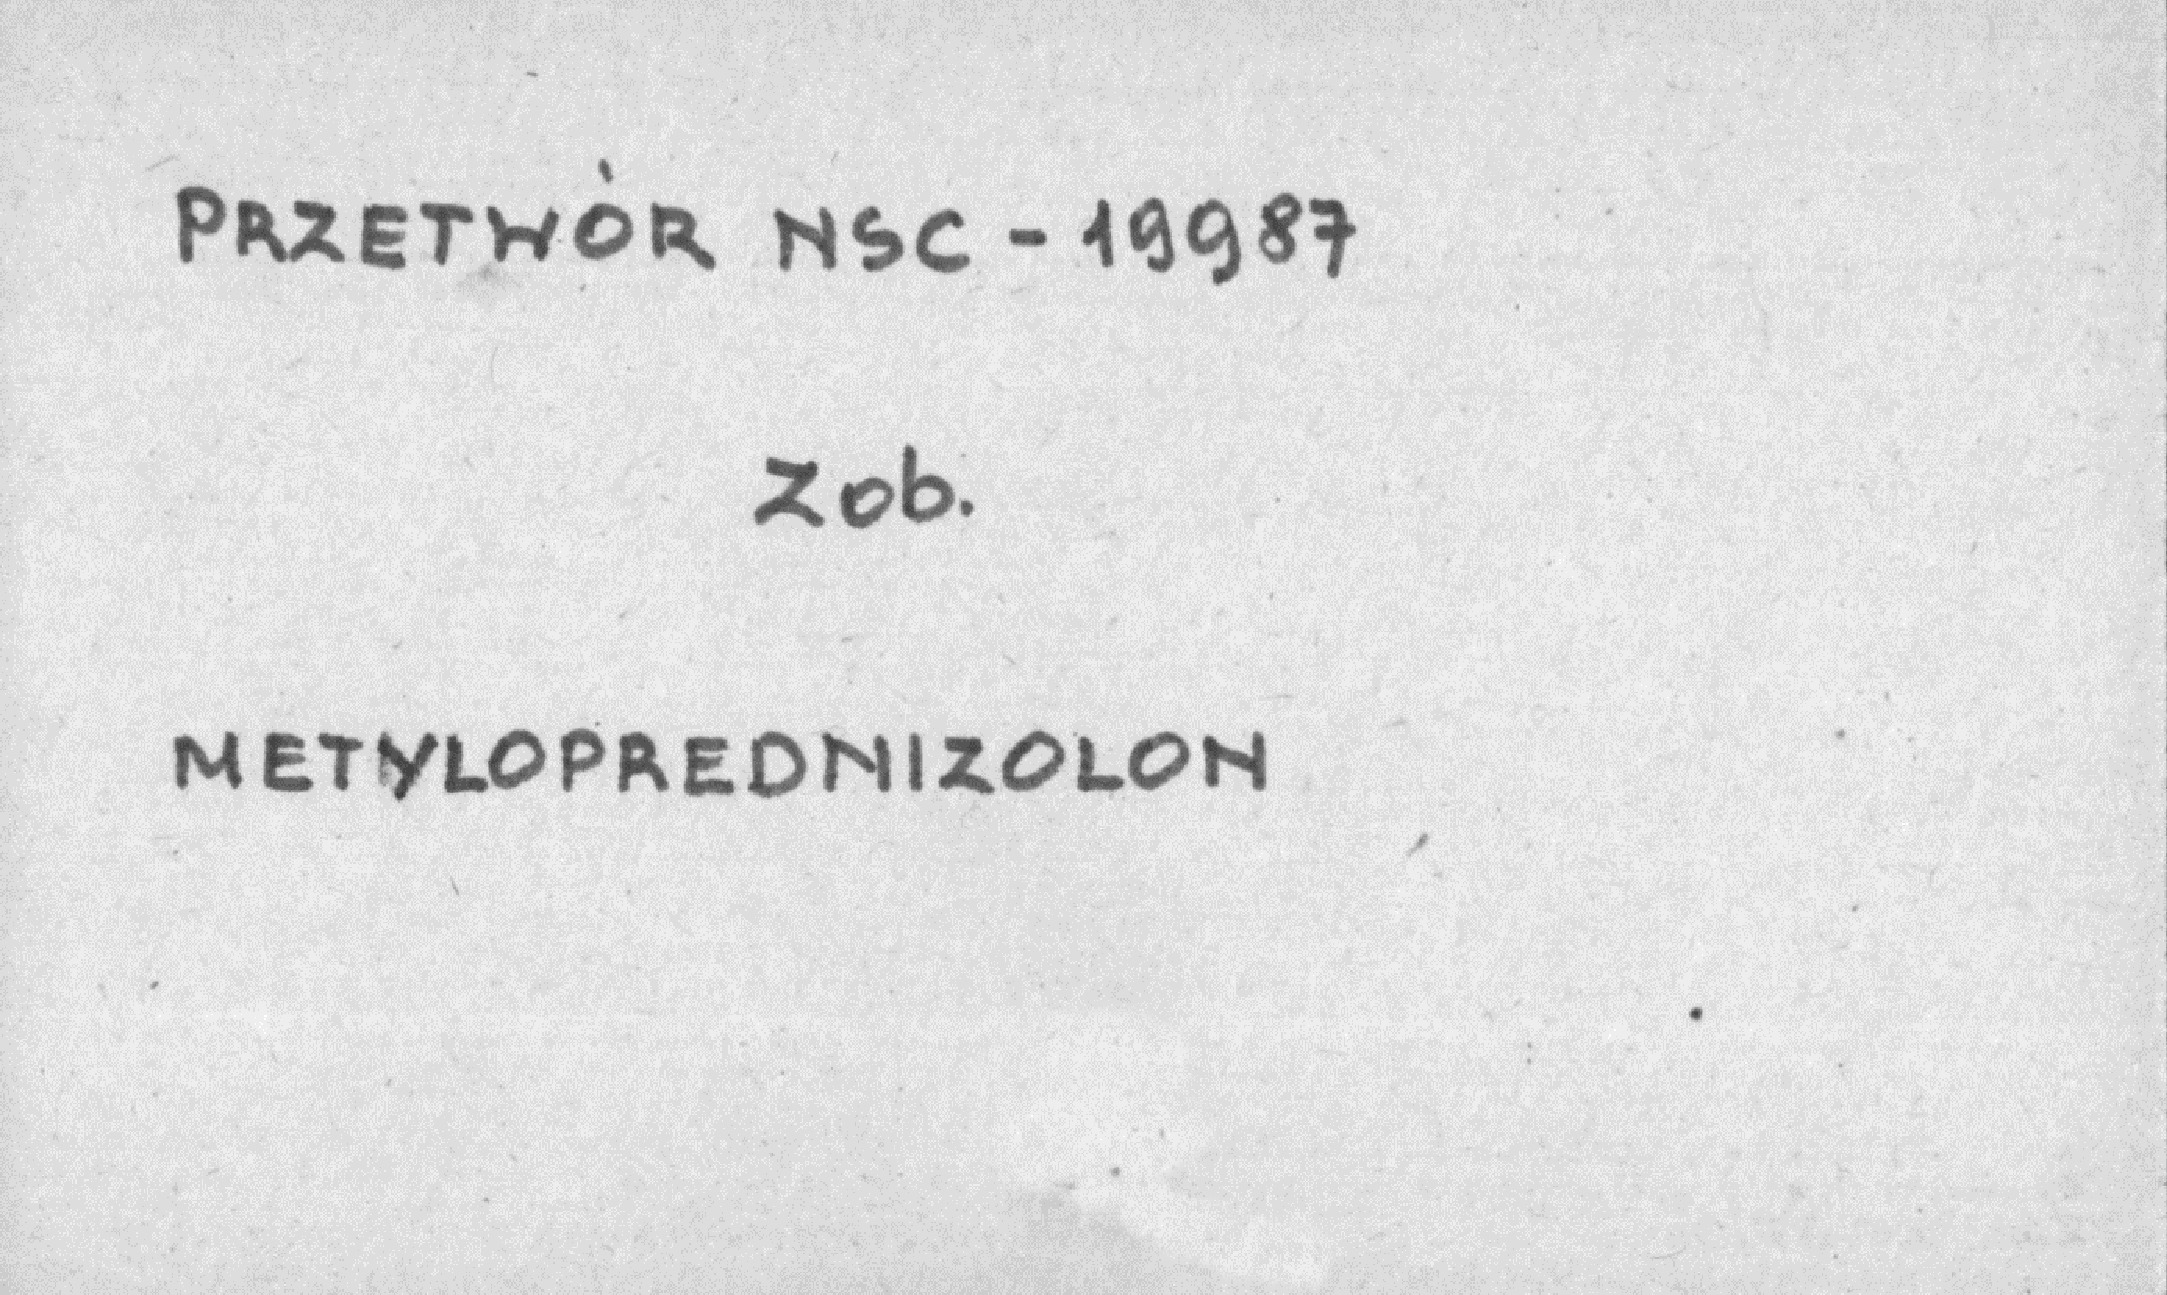 PRZETWÓR NSC - 19987
Zob.
METYLOPREDNIZOLON